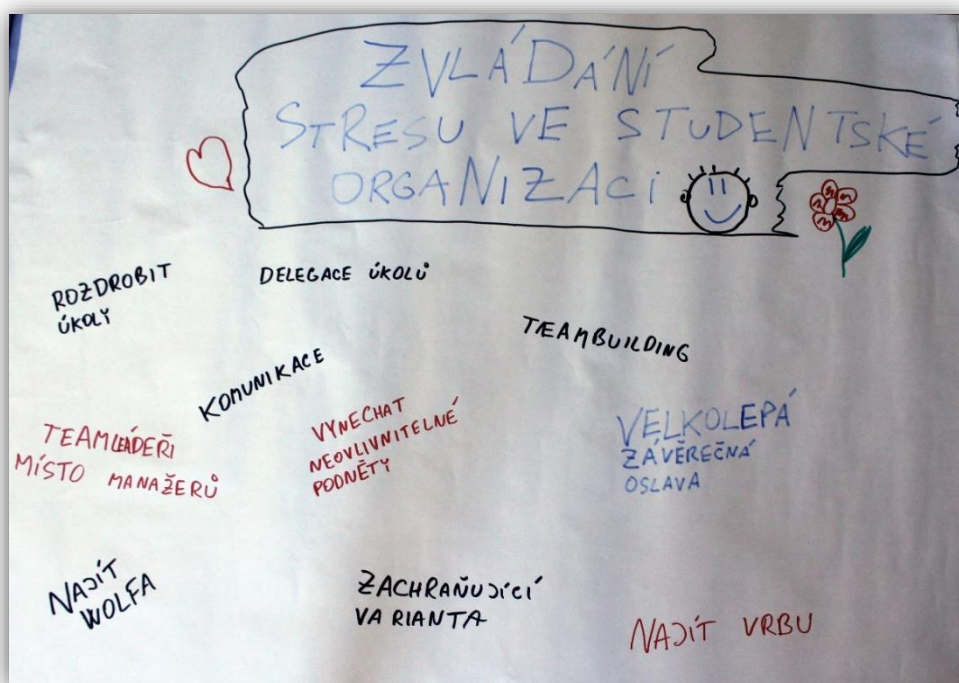 ZVLÁDÁNÍ
STRESU VE STUDENTSKÉ
ORGANIZACI
ROZDROBIT
ÚKOLY
DELEGACE ÚKOLŮ
TEAMBUILDING
KOMUNIKACE
TEAMLEADEŘI
MÍSTO MANAŽERŮ
VYNECHAT
NEOVLIVNITELNÉ
PODNĚTY
VELKOLEPÁ
ZÁVĚREČNÁ
OSLAVA
NAJÍT
WOLFA
ZACHRAŇUJÍCÍ
VARIANTA
NAJÍT VRBU